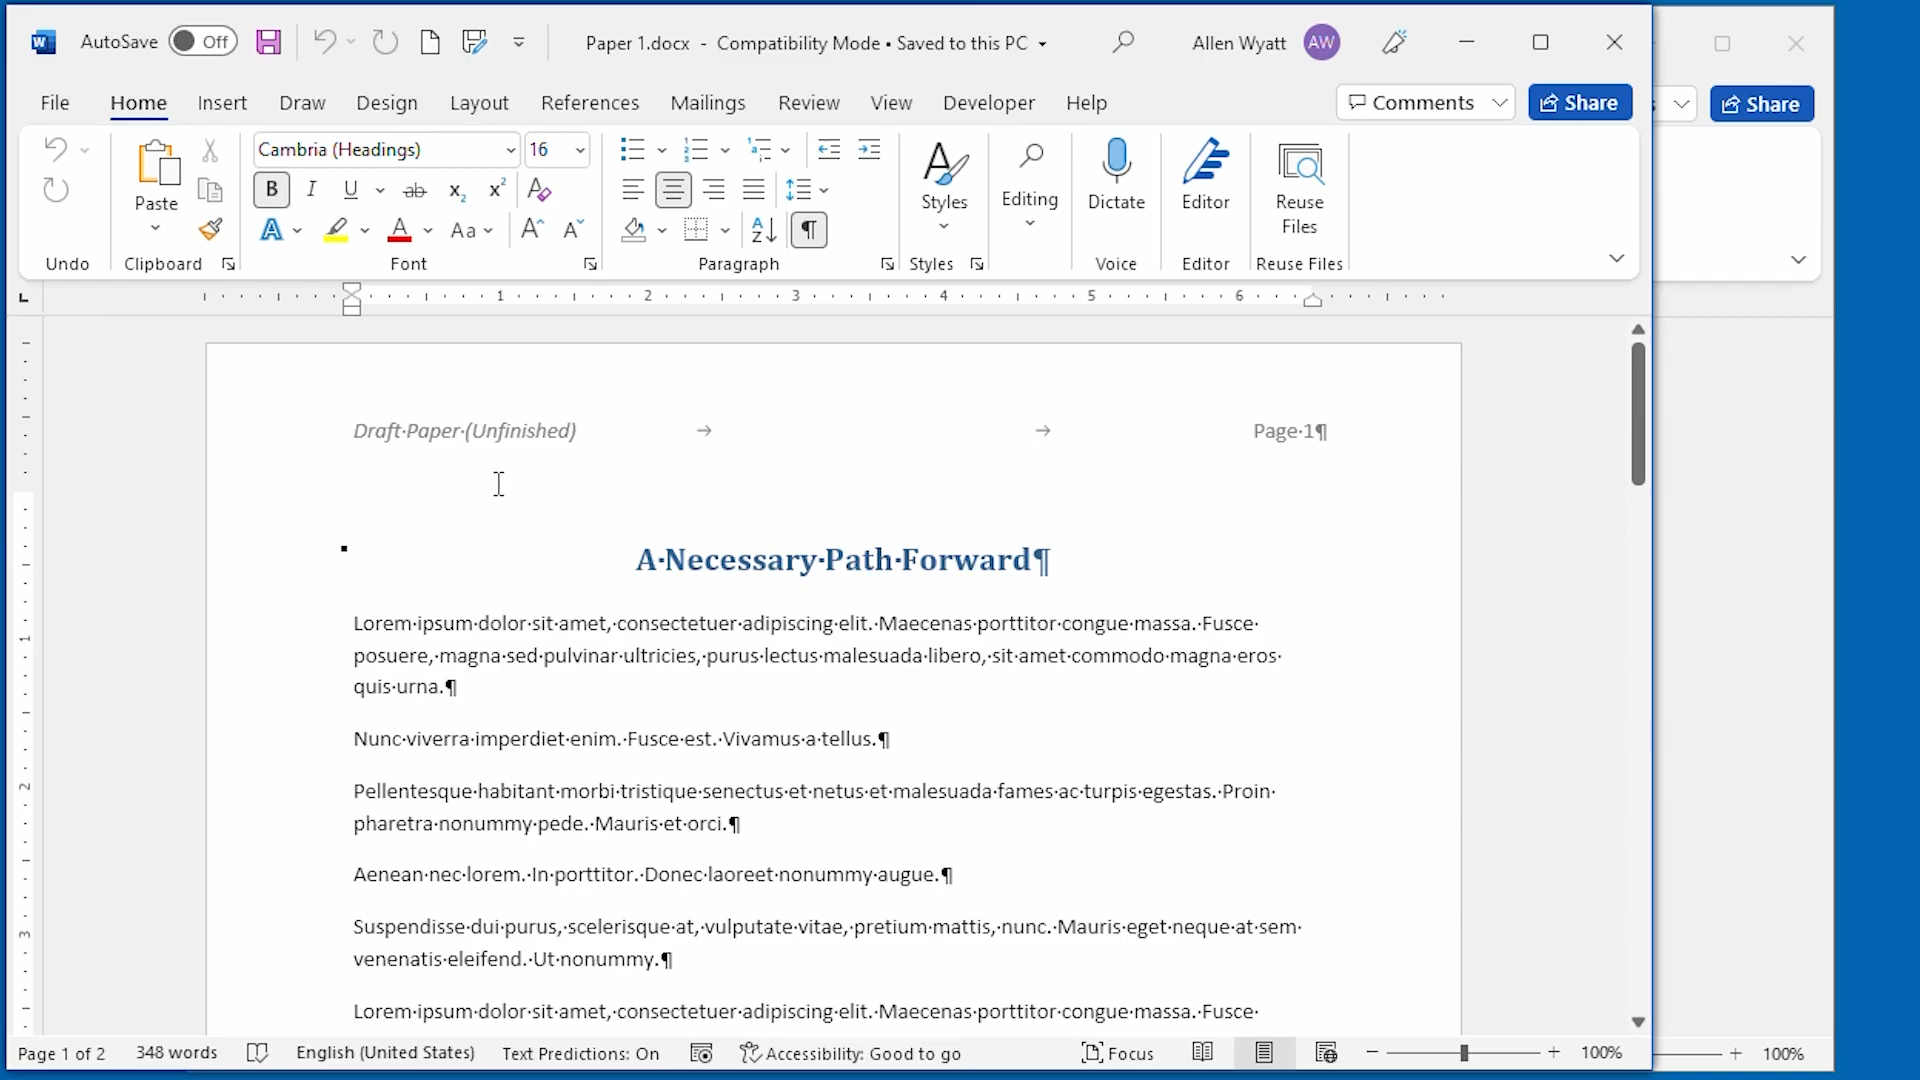 AutoSave Off Paper 1.docx - Compatibility Mode • Saved to this PC Allen Wyatt AW
File Home Insert Draw Design Layout References Mailings Review View Developer Help Comments Share Share
Cambria (Headings) 16
Paste Styles Editing Dictate Editor Reuse Files
Undo Clipboard Font Paragraph Styles Voice Editor Reuse Files
1 2 3 4 5 6
Draft·Paper·(Unfinished) → → Page·1¶
A·Necessary·Path·Forward¶
Lorem·ipsum·dolor·sit·amet,·consectetuer·adipiscing·elit.·Maecenas·porttitor·congue·massa.·Fusce·
posuere,·magna·sed·pulvinar·ultricies,·purus·lectus·malesuada·libero,·sit·amet·commodo·magna·eros·
quis·urna.¶
Nunc·viverra·imperdiet·enim.·Fusce·est.·Vivamus·a·tellus.¶
Pellentesque·habitant·morbi·tristique·senectus·et·netus·et·malesuada·fames·ac·turpis·egestas.·Proin·
pharetra·nonummy·pede.·Mauris·et·orci.¶
Aenean·nec·lorem.·In·porttitor.·Donec·laoreet·nonummy·augue.¶
Suspendisse·dui·purus,·scelerisque·at,·vulputate·vitae,·pretium·mattis,·nunc.·Mauris·eget·neque·at·sem·
venenatis·eleifend.·Ut·nonummy.¶
Lorem·ipsum·dolor·sit·amet,·consectetuer·adipiscing·elit.·Maecenas·porttitor·congue·massa.·Fusce·
Page 1 of 2 348 words English (United States) Text Predictions: On Accessibility: Good to go Focus 100% 100%